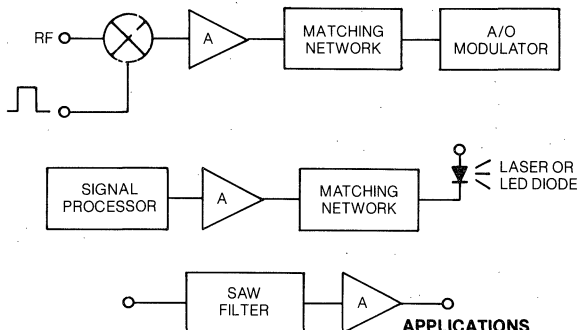 RF
A
MATCHING
NETWORK
A/O
MODULATOR
SIGNAL
PROCESSOR
A
MATCHING
NETWORK
LASER OR
LED DIODE
SAW
FILTER
A
APPLICATIONS